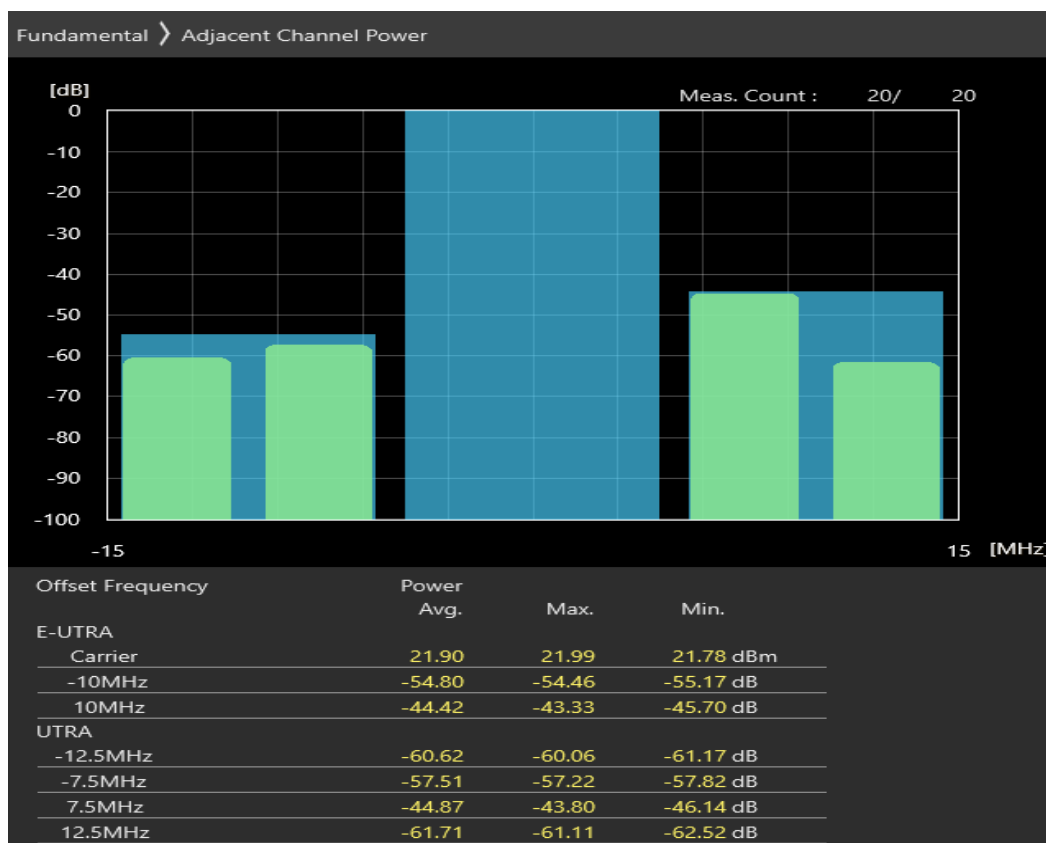 Fundamental 〉 Adjacent Channel Power
[dB]
Meas. Count : 20/ 20
0
-10
-20
-30
-40
-50
-60
-70
-80
-90
-100
-15 15 [MHz]
Offset Frequency Power
Avg. Max. Min.
E-UTRA
Carrier 21.90 21.99 21.78 dBm
-10MHz -54.80 -54.46 -55.17 dB
10MHz -44.42 -43.33 -45.70 dB
UTRA
-12.5MHz -60.62 -60.06 -61.17 dB
-7.5MHz -57.51 -57.22 -57.82 dB
7.5MHz -44.87 -43.80 -46.14 dB
12.5MHz -61.71 -61.11 -62.52 dB